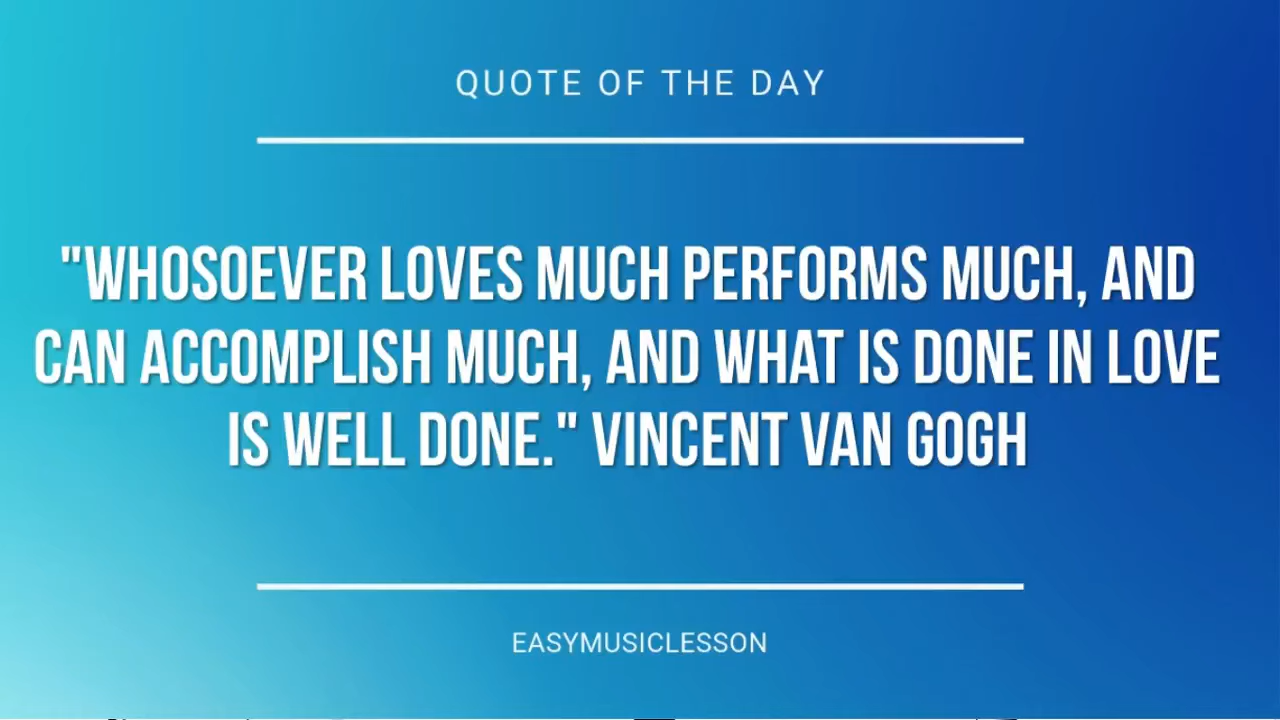 QUOTE OF THE DAY
"WHOSOEVER LOVES MUCH PERFORMS MUCH, AND
CAN ACCOMPLISH MUCH, AND WHAT IS DONE IN LOVE
IS WELL DONE." VINCENT VAN GOGH
EASYMUSICLESSON